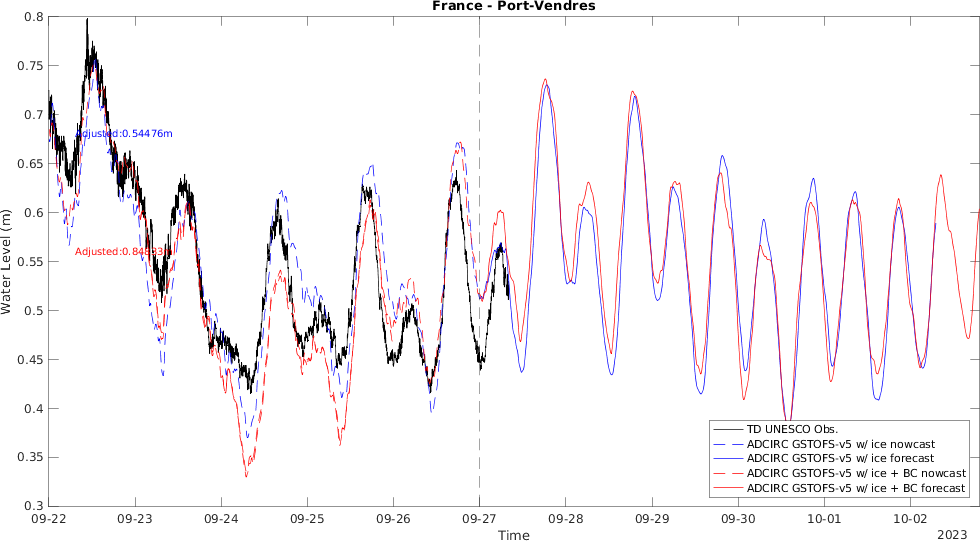 France - Port-Vendres
0.8
0.75
0.7
0.65
0.6
0.55
0.5
0.45
0.4
0.35
0.3
Water Level (m)
Adjusted:0.54476m
TD UNESCO Obs.
ADCIRC GSTOFS-v5 w/ ice nowcast
ADCIRC GSTOFS-v5 w/ ice forecast
ADCIRC GSTOFS-v5 w/ ice + BC nowcast
ADCIRC GSTOFS-v5 w/ ice + BC forecast
09-22 09-23 09-24 09-25 09-26 09-27 09-28 09-29 09-30 10-01 10-02
Time
2023